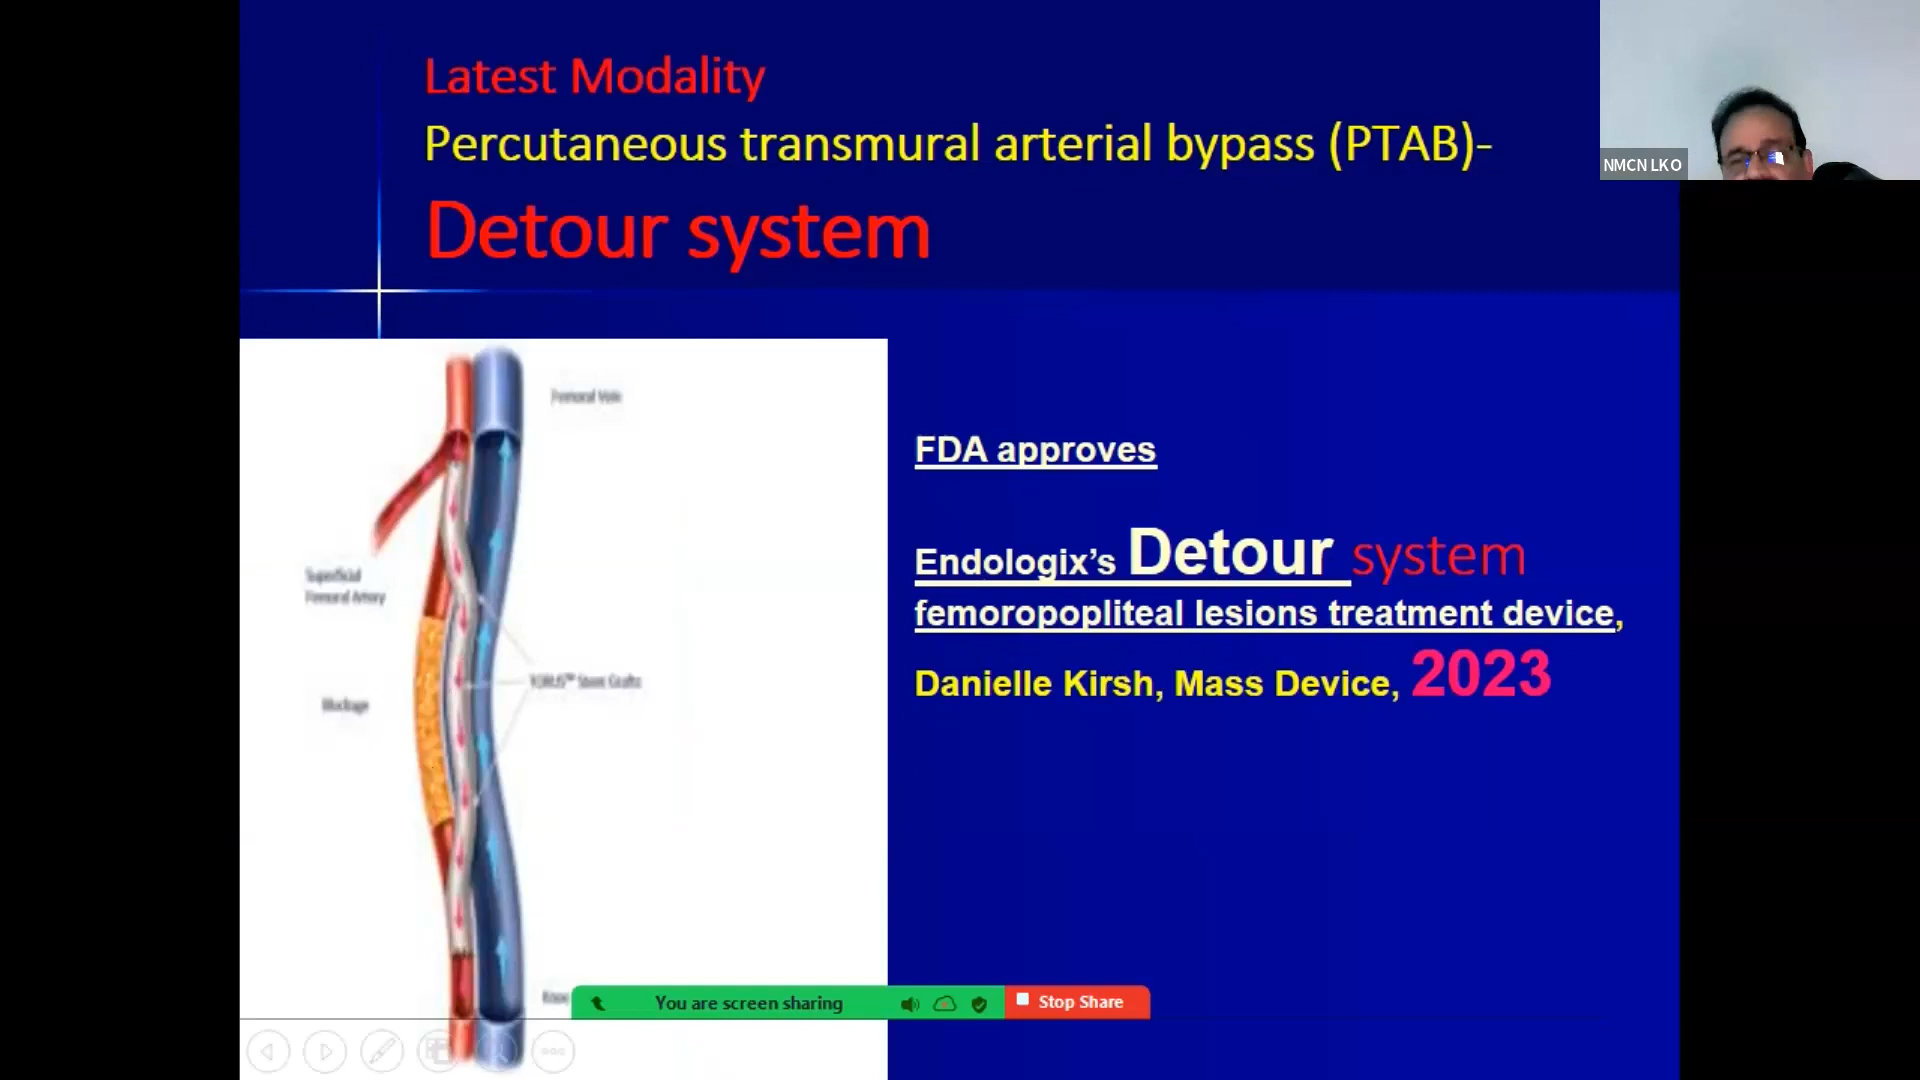 Latest Modality
Percutaneous transmural arterial bypass (PTAB)-
Detour system
NMCN LKO
Femoral Vein
Superficial
Femoral Artery
Blockage
TORUS™ Stent Grafts
Knee
FDA approves
Endologix’s Detour system
femoropopliteal lesions treatment device,
Danielle Kirsh, Mass Device, 2023
You are screen sharing
Stop Share